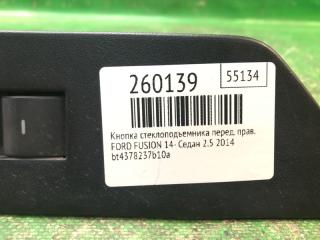 260139
55134
Кнопка стеклоподъемника перед. прав.
FORD FUSION 14- Седан 2.5 2014
bt4378237b10a